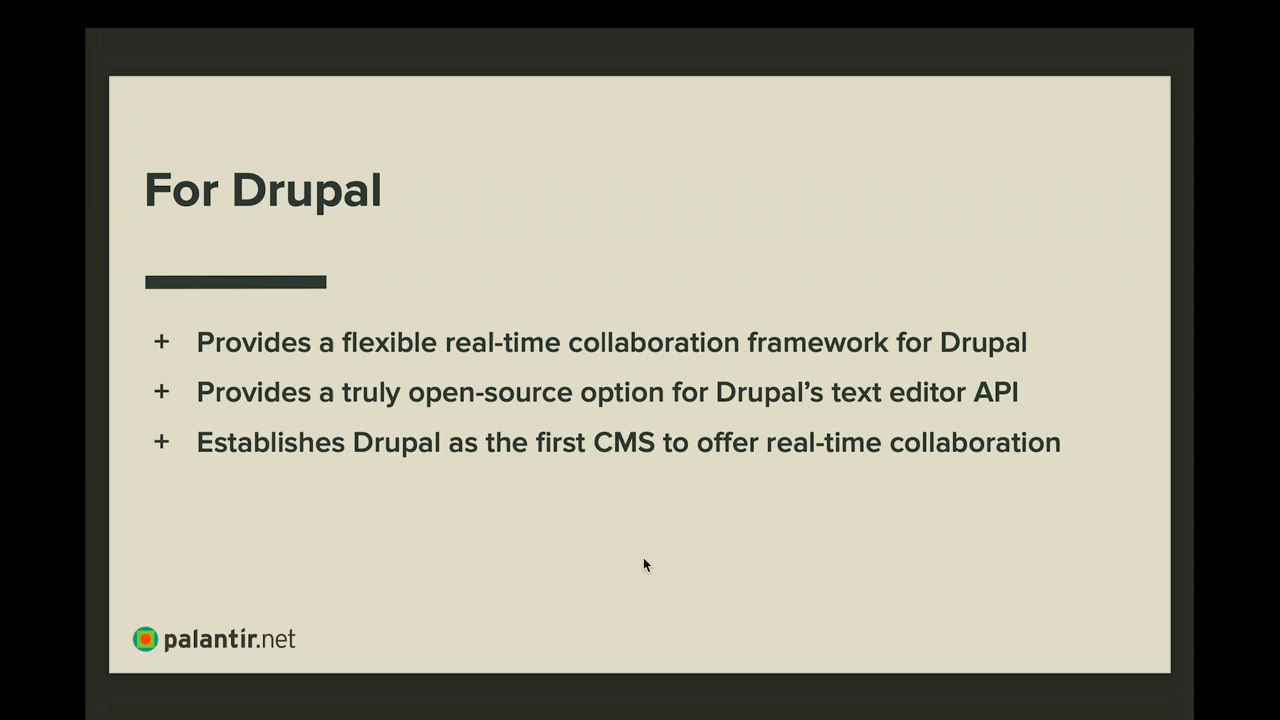 For Drupal
+ Provides a flexible real-time collaboration framework for Drupal
+ Provides a truly open-source option for Drupal’s text editor API
+ Establishes Drupal as the first CMS to offer real-time collaboration
palantir.net